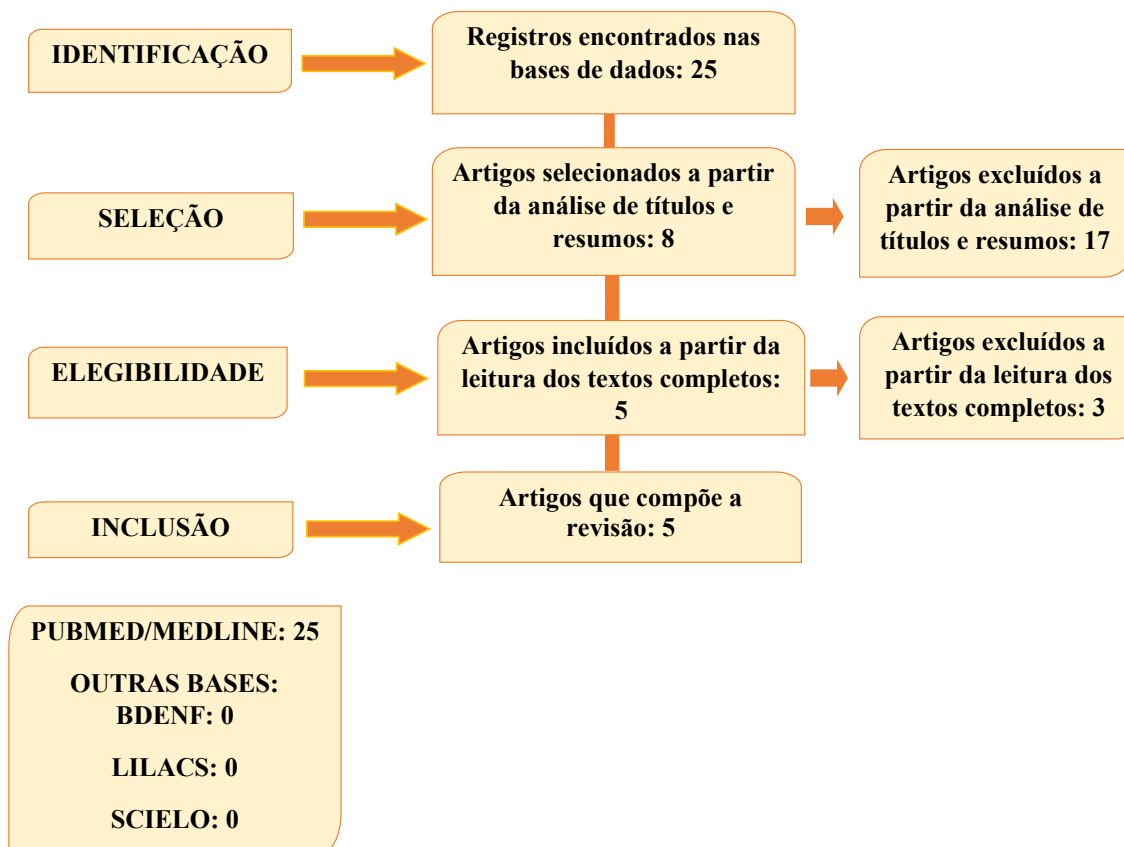 IDENTIFICAÇÃO
Registros encontrados nas
bases de dados: 25
SELEÇÃO
Artigos selecionados a partir
da análise de títulos e
resumos: 8
Artigos excluídos a
partir da análise de
títulos e resumos: 17
ELEGIBILIDADE
Artigos incluídos a partir da
leitura dos textos completos:
5
Artigos excluídos a
partir da leitura dos
textos completos: 3
INCLUSÃO
Artigos que compõe a
revisão: 5
PUBMED/MEDLINE: 25
OUTRAS BASES:
BDENF: 0
LILACS: 0
SCIELO: 0